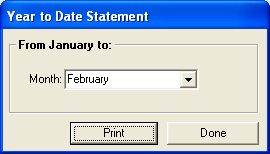 Year to Date Statement
From January to:
Month: February
Print Done